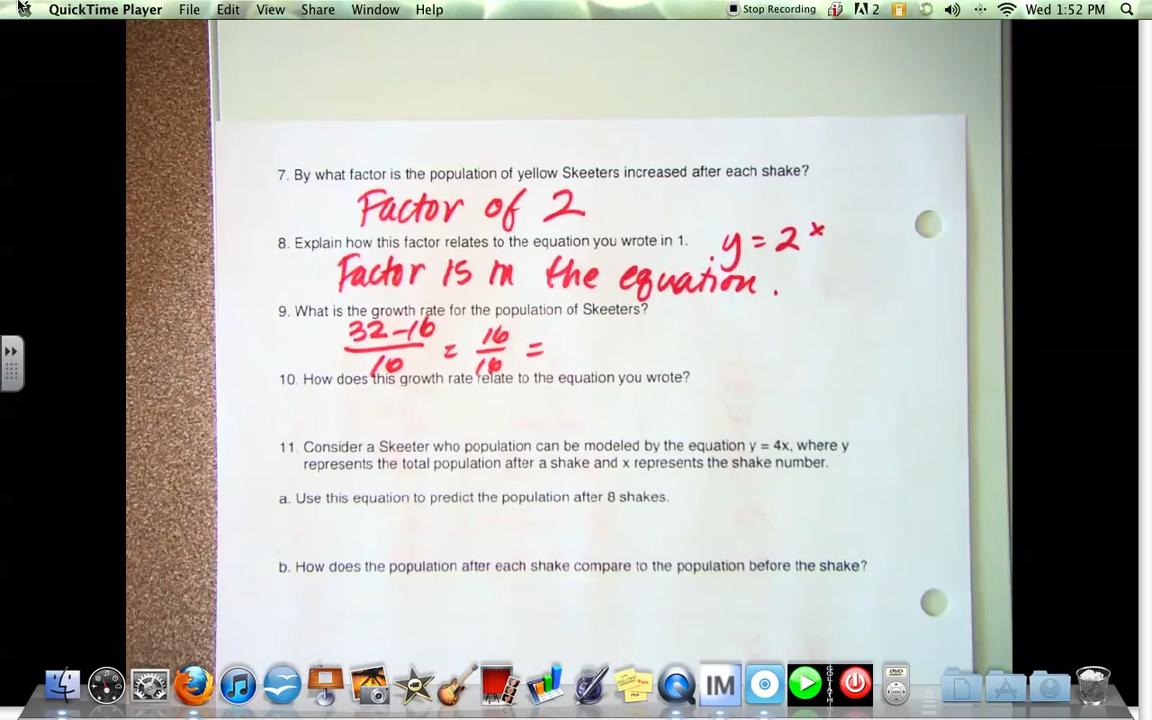 QuickTime Player File Edit View Share Window Help Stop Recording 2 Wed 1:52 PM
7. By what factor is the population of yellow Skeeters increased after each shake?
Factor of 2
8. Explain how this factor relates to the equation you wrote in 1. y = 2^x
Factor is in the equation.
9. What is the growth rate for the population of Skeeters?
32-16/16 = 16/16 =
10. How does this growth rate relate to the equation you wrote?
11. Consider a Skeeter who population can be modeled by the equation y = 4x, where y
represents the total population after a shake and x represents the shake number.
a. Use this equation to predict the population after 8 shakes.
b. How does the population after each shake compare to the population before the shake?
IM